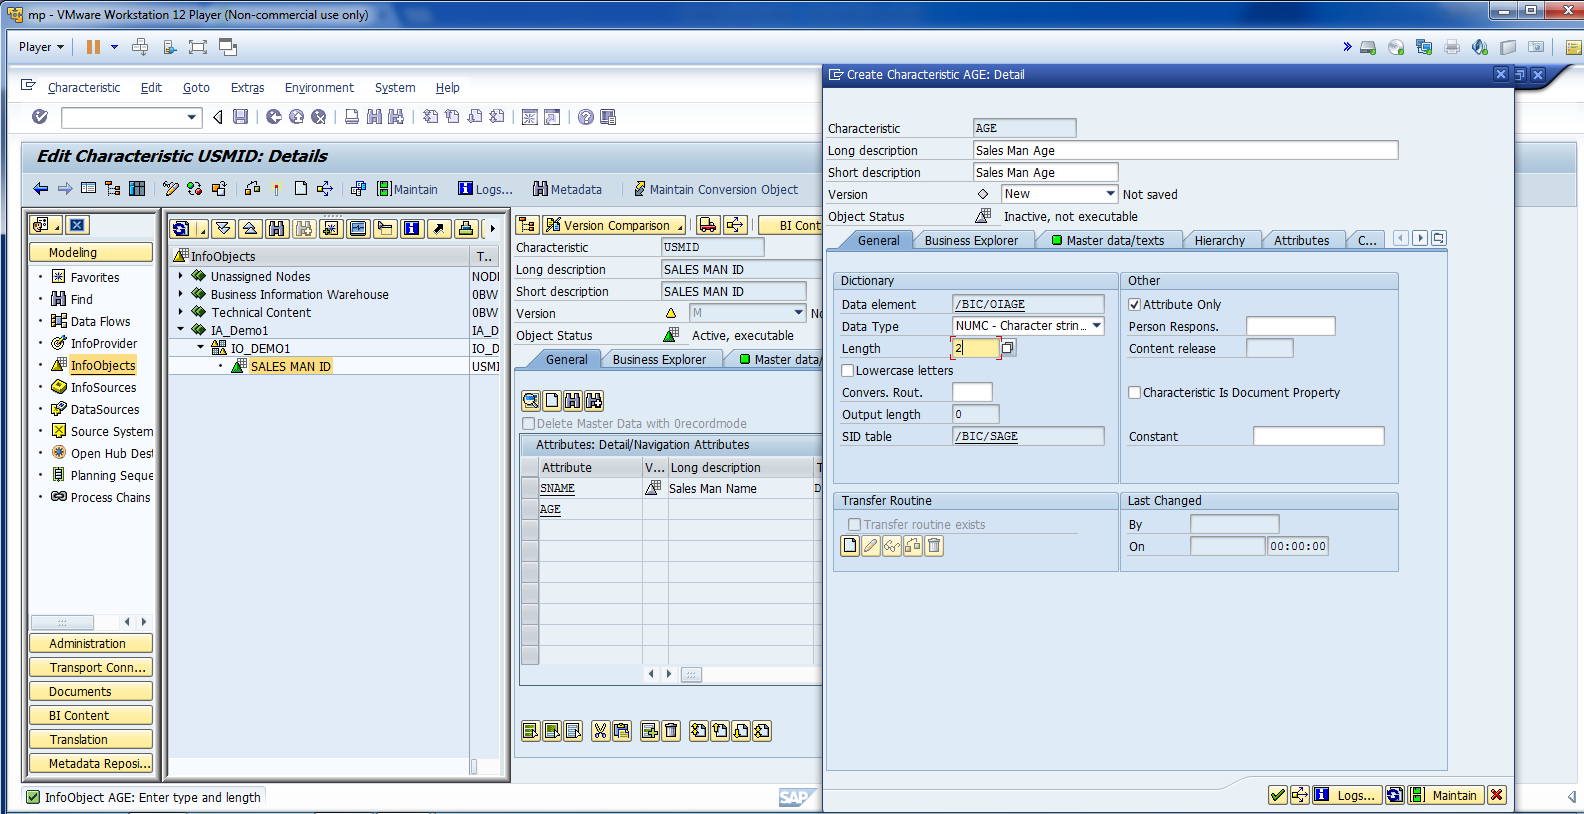 mp - VMware Workstation 12 Player (Non-commercial use only)
Player
Characteristic Edit Goto Extras Environment System Help
Edit Characteristic USMID: Details
Maintain Logs... Metadata Maintain Conversion Object
Modeling
Favorites
Find
Data Flows
InfoProvider
InfoObjects
InfoSources
DataSources
Source System
Open Hub Dest
Planning Seque
Process Chains
Administration
Transport Conn...
Documents
BI Content
Translation
Metadata Reposi...
InfoObjects T..
Unassigned Nodes NODE
Business Information Warehouse 0BW
Technical Content 0BW
IA_Demo1 IA_D
IO_DEMO1 IO_D
SALES MAN ID USMI
Version Comparison BI Cont
Characteristic USMID
Long description SALES MAN ID
Short description SALES MAN ID
Version M No
Object Status Active, executable
General Business Explorer Master data/
Delete Master Data with 0recordmode
Attributes: Detail/Navigation Attributes
Attribute V... Long description T
SNAME Sales Man Name D
AGE
Create Characteristic AGE: Detail
Characteristic AGE
Long description Sales Man Age
Short description Sales Man Age
Version New Not saved
Object Status Inactive, not executable
General Business Explorer Master data/texts Hierarchy Attributes C...
Dictionary
Data element /BIC/OIAGE
Data Type NUMC - Character strin...
Length 2
Lowercase letters
Convers. Rout.
Output length 0
SID table /BIC/SAGE
Other
Attribute Only
Person Respons.
Content release
Characteristic Is Document Property
Constant
Transfer Routine
Transfer routine exists
Last Changed
By
On 00:00:00
Logs... Maintain
InfoObject AGE: Enter type and length
SAP